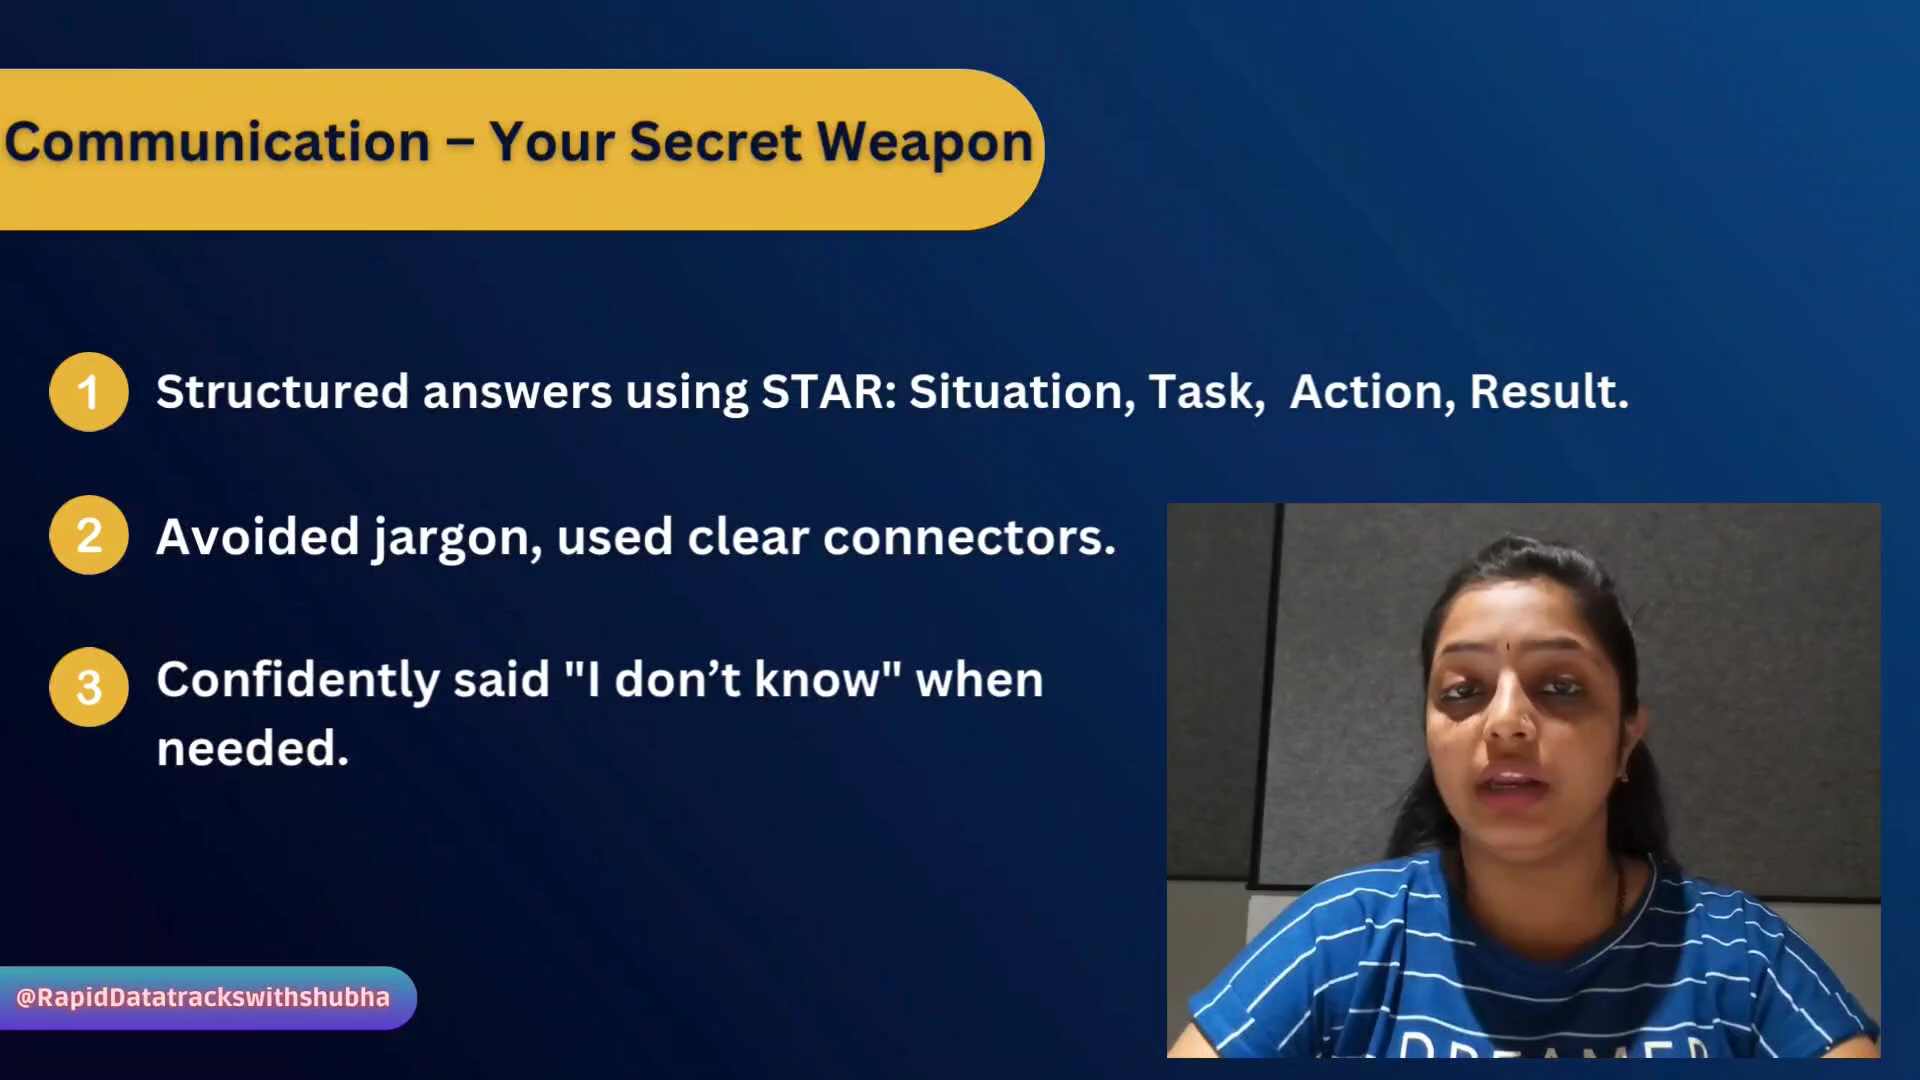 Communication – Your Secret Weapon
1 Structured answers using STAR: Situation, Task, Action, Result.
2 Avoided jargon, used clear connectors.
3 Confidently said "I don’t know" when
needed.
@RapidDatatrackswithshubha
DREAMER